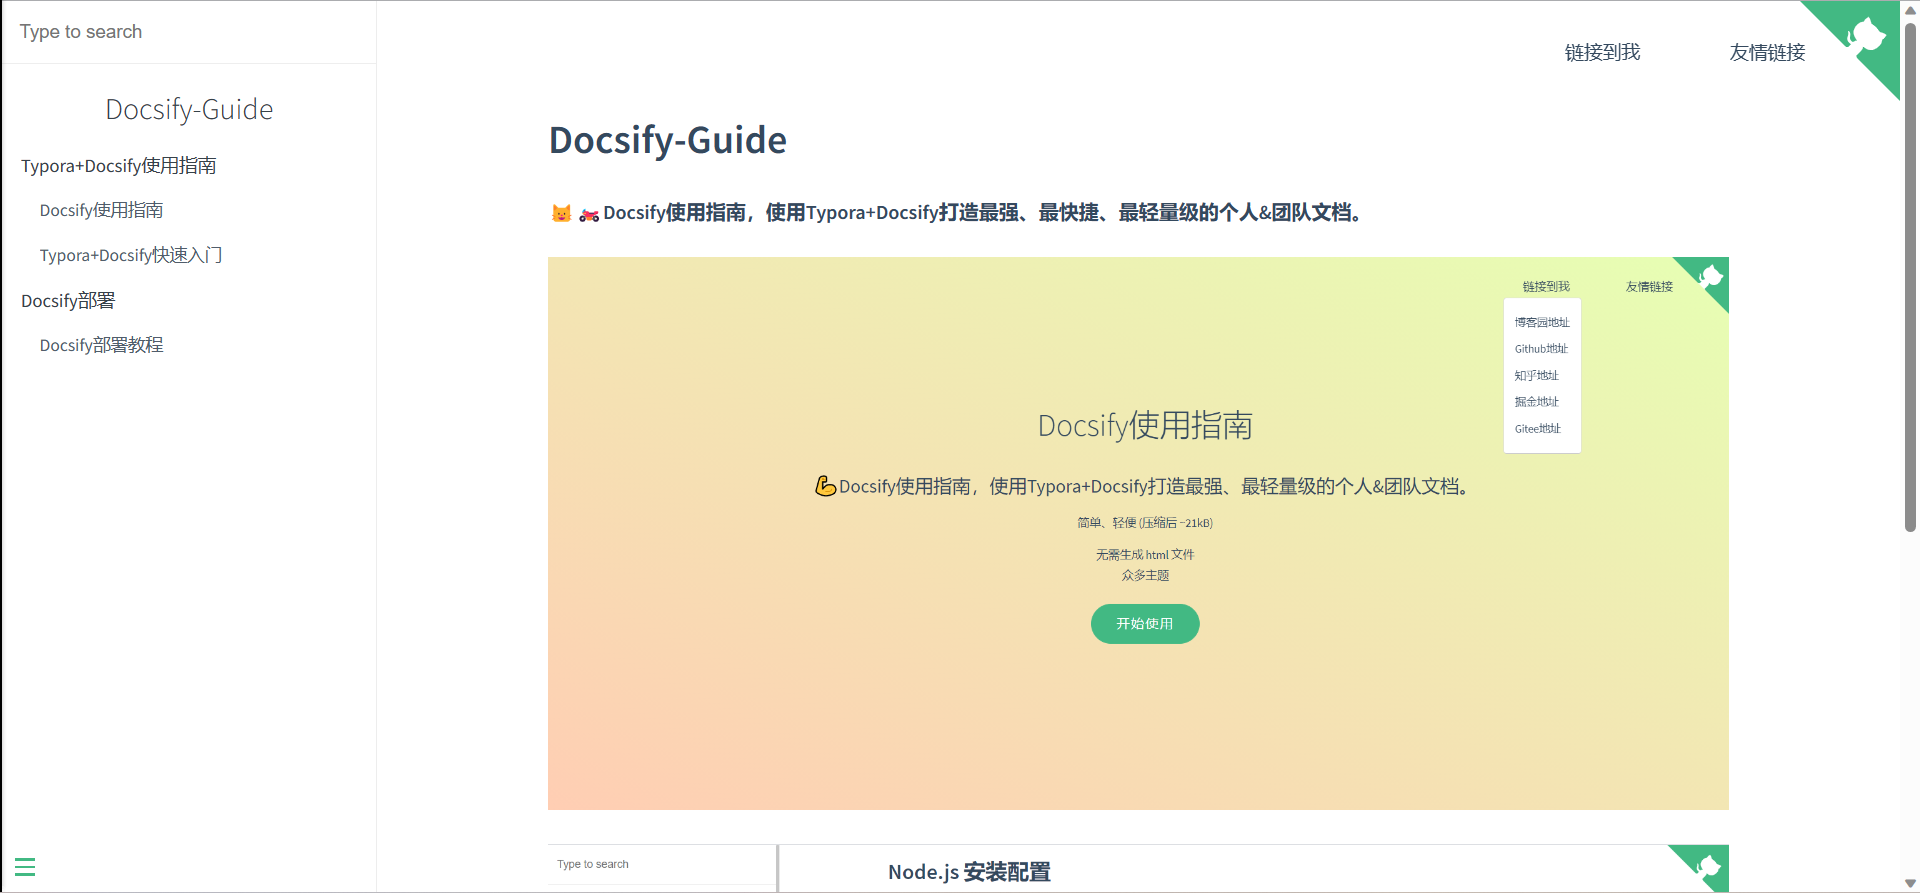 Type to search
Docsify-Guide
Typora+Docsify使用指南
Docsify使用指南
Typora+Docsify快速入门
Docsify部署
Docsify部署教程
链接到我
友情链接
Docsify-Guide
Docsify使用指南，使用Typora+Docsify打造最强、最快捷、最轻量级的个人&团队文档。
链接到我
友情链接
博客园地址
Github地址
知乎地址
掘金地址
Gitee地址
Docsify使用指南
Docsify使用指南，使用Typora+Docsify打造最强、最轻量级的个人&团队文档。
简单、轻便 (压缩后 ~21kB)
无需生成 html 文件
众多主题
开始使用
Type to search
Node.js 安装配置